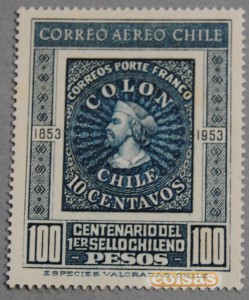 CORREO AEREO CHILE
CORREOS PORTE FRANCO
COLON
1853
1953
CHILE
10 CENTAVOS
100
CENTENARIO DEL
1ER SELLO CHILENO
PESOS
100
ESPECIES VALORADAS CHILE
coisas